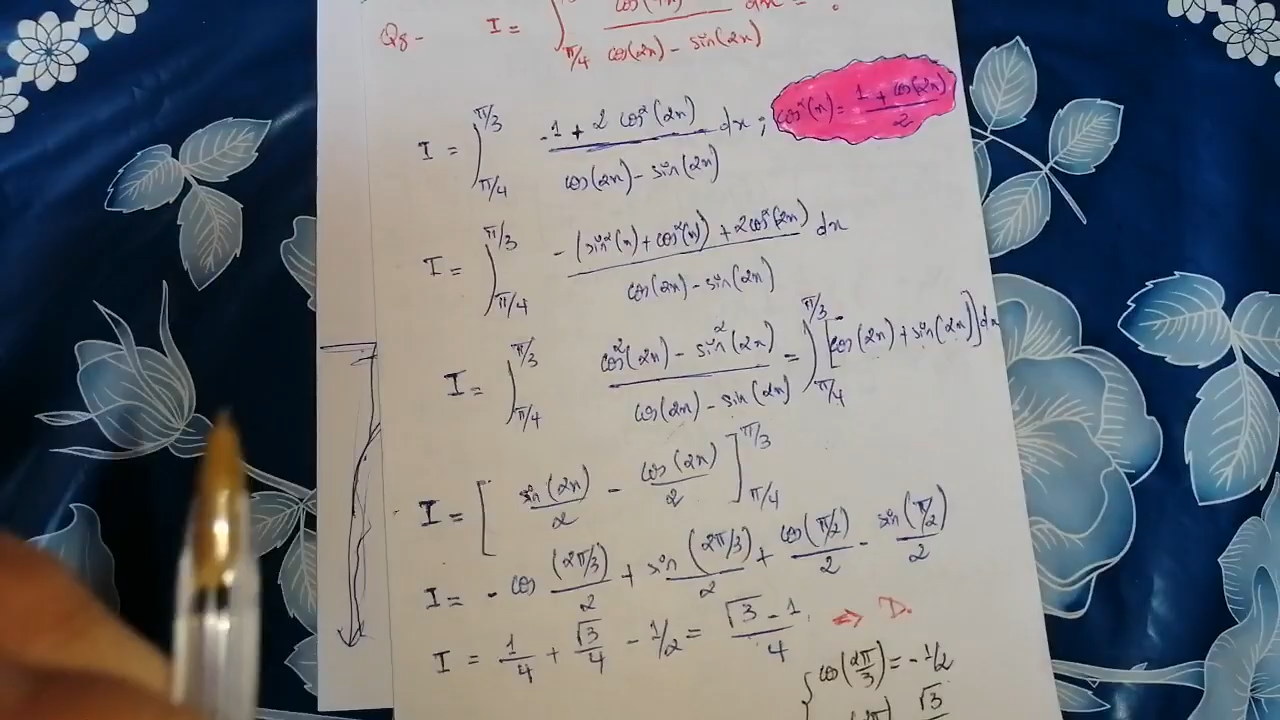 Q8- I = ∫π/4 cos(4x) / cos(2x) - sin(2x) dx = ?
I = ∫π/4^π/3 -1 + 2 cos²(2x) / cos(2x) - sin(2x) dx ; cos²(x) = 1 + cos(2x) / 2
I = ∫π/4^π/3 -(sin²(x) + cos²(x)) + 2cos²(2x) / cos(2x) - sin(2x) dx
I = ∫π/4^π/3 cos²(2x) - sin²(2x) / cos(2x) - sin(2x) = ∫π/4^π/3 [cos(2x) + sin(2x)] dx
I = [ sin(2x)/2 - cos(2x)/2 ]π/4^π/3
I = - cos (2π/3)/2 + sin (2π/3)/2 + cos(π/2)/2 - sin(π/2)/2
I = 1/4 + √3/4 - 1/2 = √3 - 1 / 4 => D.
{ cos(2π/3) = -1/2
√3